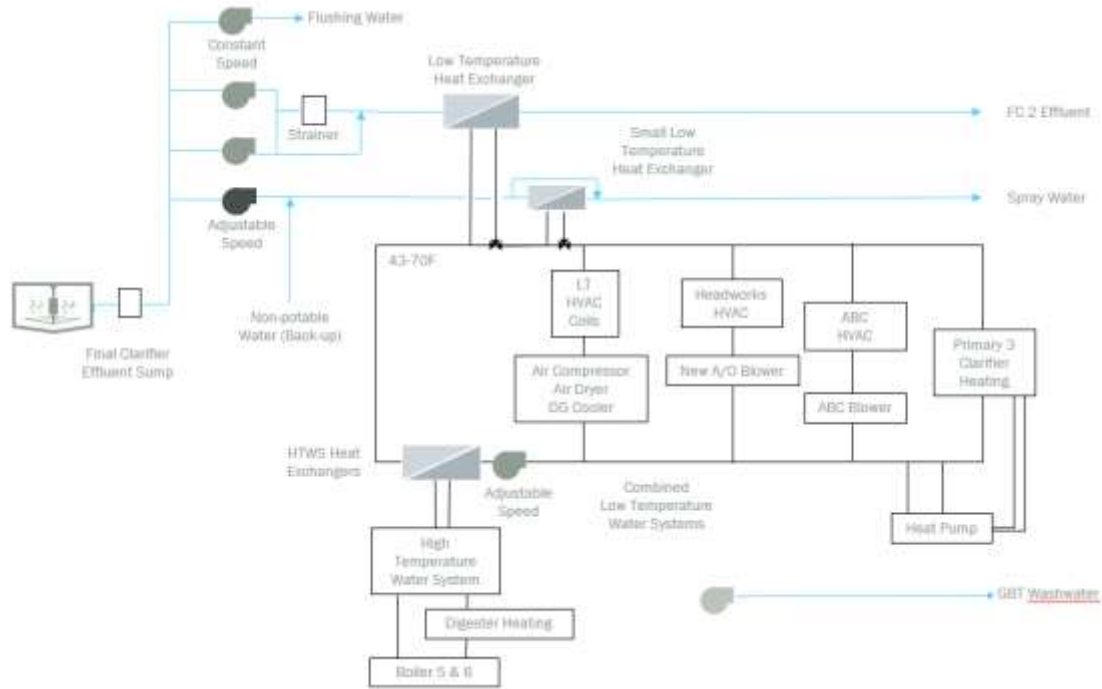 Flushing Water
Constant
Speed
Low Temperature
Heat Exchanger
FC 2 Effluent
Strainer
Small Low
Temperature
Heat Exchanger
Spray Water
Adjustable
Speed
43-70F
LT
HVAC
Coils
Headworks
HVAC
ABC
HVAC
Primary 3
Clarifier
Heating
Non-potable
Water (Back-up)
Final Clarifier
Effluent Sump
Air Compressor
Air Dryer
DG Cooler
New A/O Blower
ABC Blower
HTWS Heat
Exchangers
Adjustable
Speed
Combined
Low Temperature
Water Systems
Heat Pump
High
Temperature
Water System
GBT Washwater
Digester Heating
Boiler 5 & 6